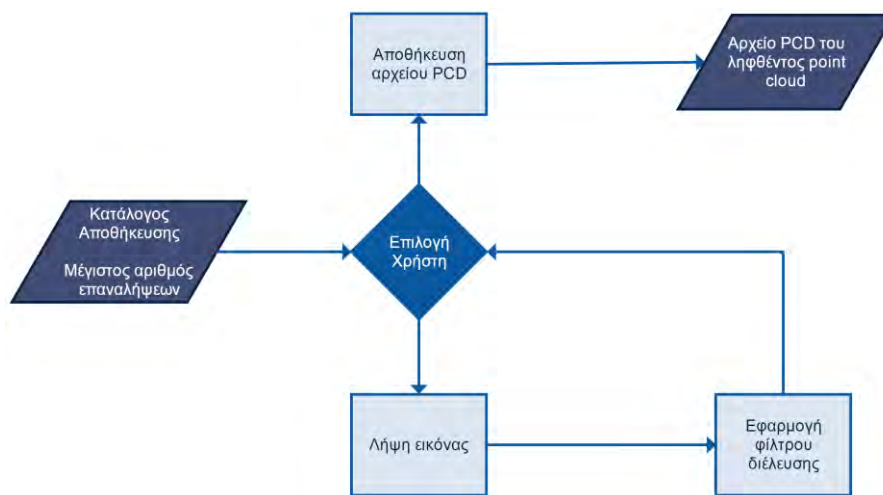 Αποθήκευση
αρχείου PCD
Αρχείο PCD του
ληφθέντος point
cloud
Κατάλογος
Αποθήκευσης
Μέγιστος αριθμός
επαναλήψεων
Επιλογή
Χρήστη
Λήψη εικόνας
Εφαρμογή
φίλτρου
διέλευσης